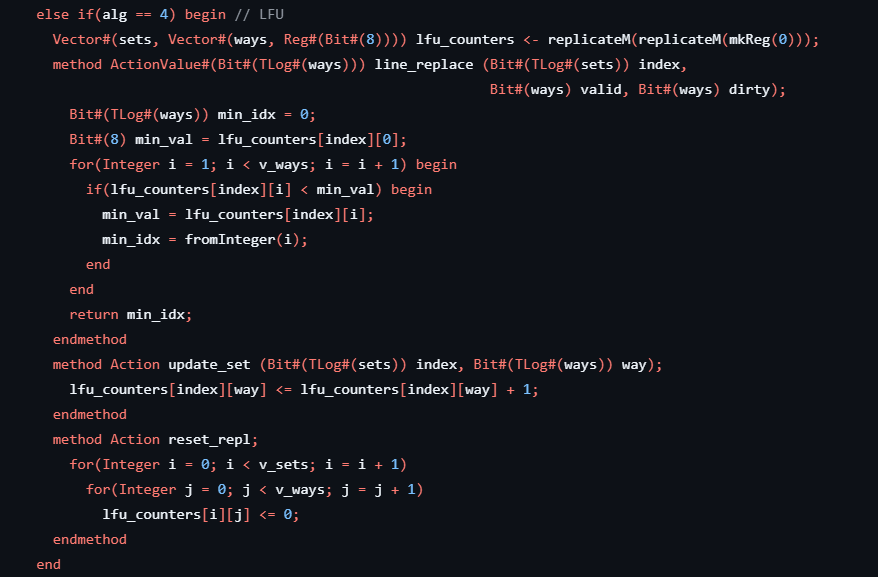 else if(alg == 4) begin // LFU
Vector#(sets, Vector#(ways, Reg#(Bit#(8)))) lfu_counters <- replicateM(replicateM(mkReg(0)));
method ActionValue#(Bit#(TLog#(ways))) line_replace (Bit#(TLog#(sets)) index,
Bit#(ways) valid, Bit#(ways) dirty);
Bit#(TLog#(ways)) min_idx = 0;
Bit#(8) min_val = lfu_counters[index][0];
for(Integer i = 1; i < v_ways; i = i + 1) begin
if(lfu_counters[index][i] < min_val) begin
min_val = lfu_counters[index][i];
min_idx = fromInteger(i);
end
end
return min_idx;
endmethod
method Action update_set (Bit#(TLog#(sets)) index, Bit#(TLog#(ways)) way);
lfu_counters[index][way] <= lfu_counters[index][way] + 1;
endmethod
method Action reset_repl;
for(Integer i = 0; i < v_sets; i = i + 1)
for(Integer j = 0; j < v_ways; j = j + 1)
lfu_counters[i][j] <= 0;
endmethod
end